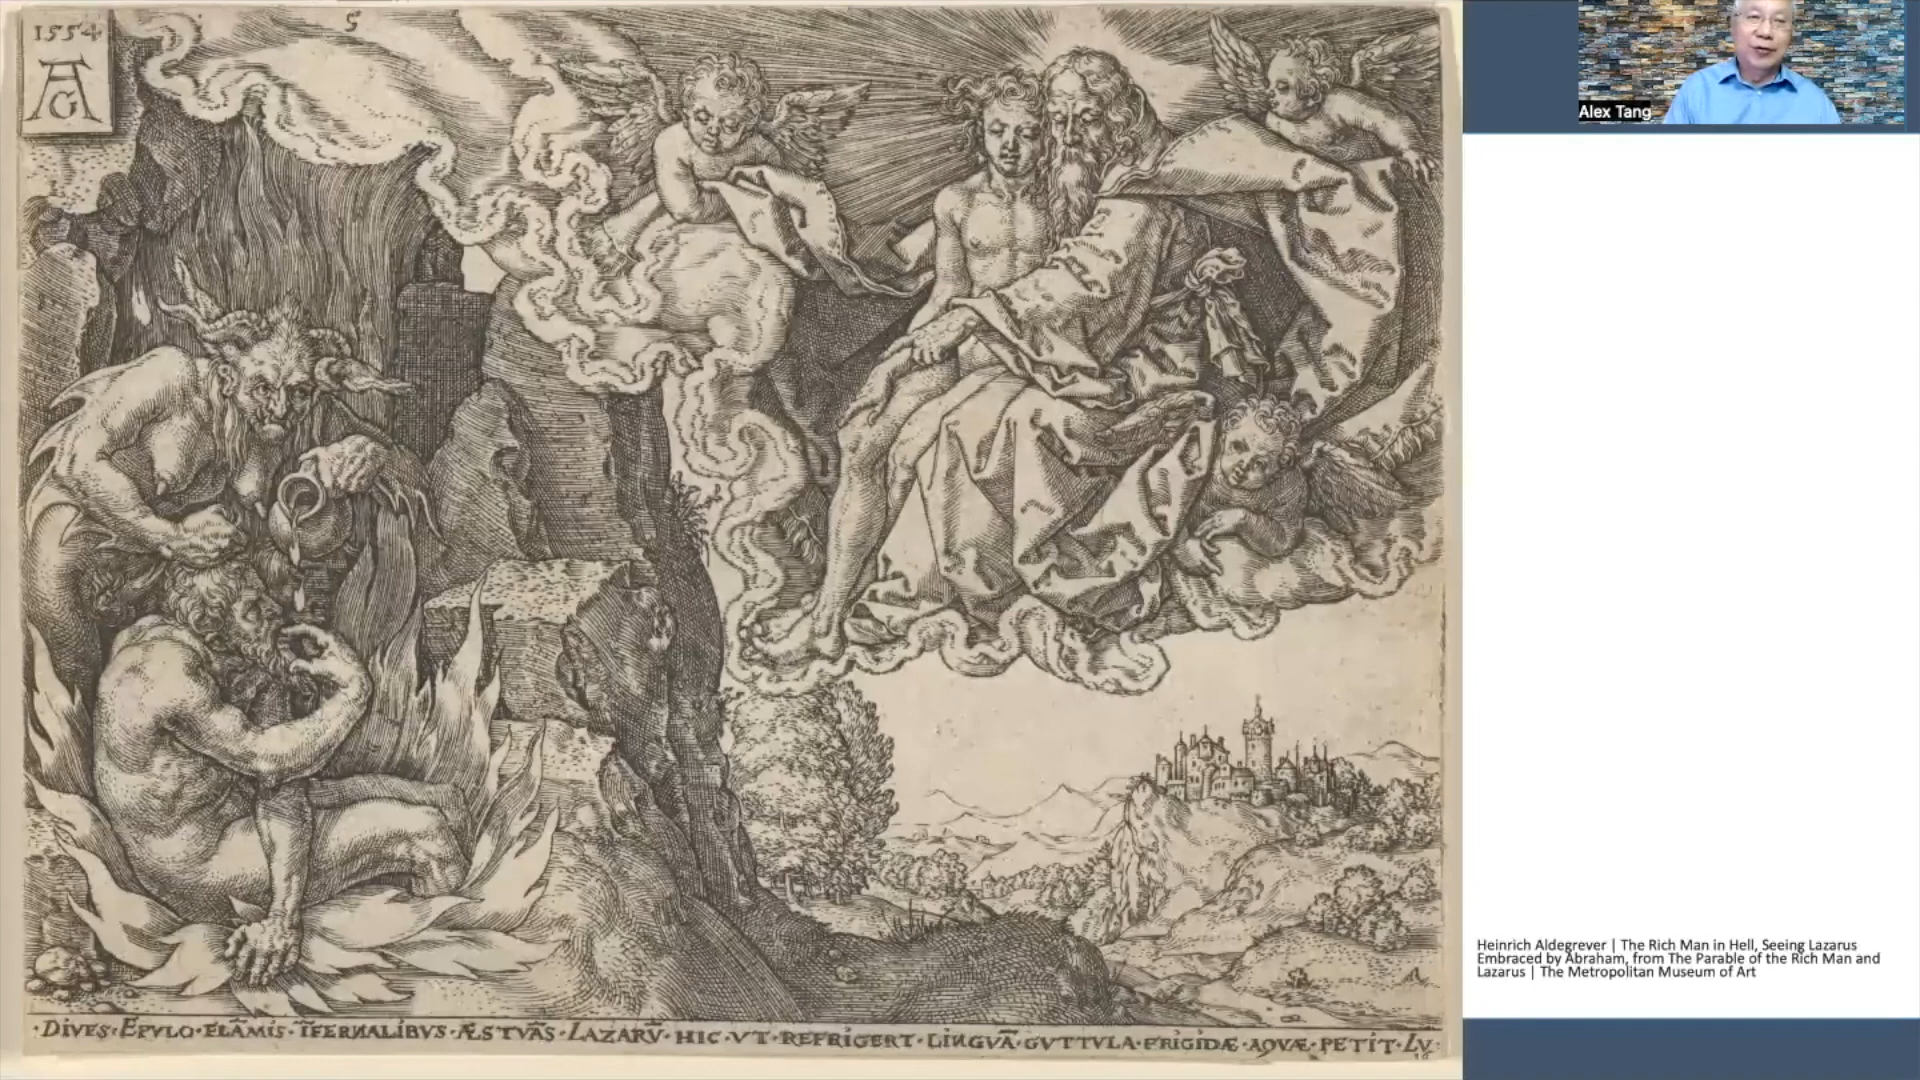 1554
5
AG
Alex Tang
Heinrich Aldegrever | The Rich Man in Hell, Seeing Lazarus
Embraced by Abraham, from The Parable of the Rich Man and
Lazarus | The Metropolitan Museum of Art
·DIVES·EPVLO·FLĀMIS·ĪFERNALIBVS·ÆSTVĀS·LAZARV̄·HIC·VT·REFRIGERT·LINGVĀ·GVTTVLA·FRIGIDÆ·AQVÆ·PETIT·LV·
16